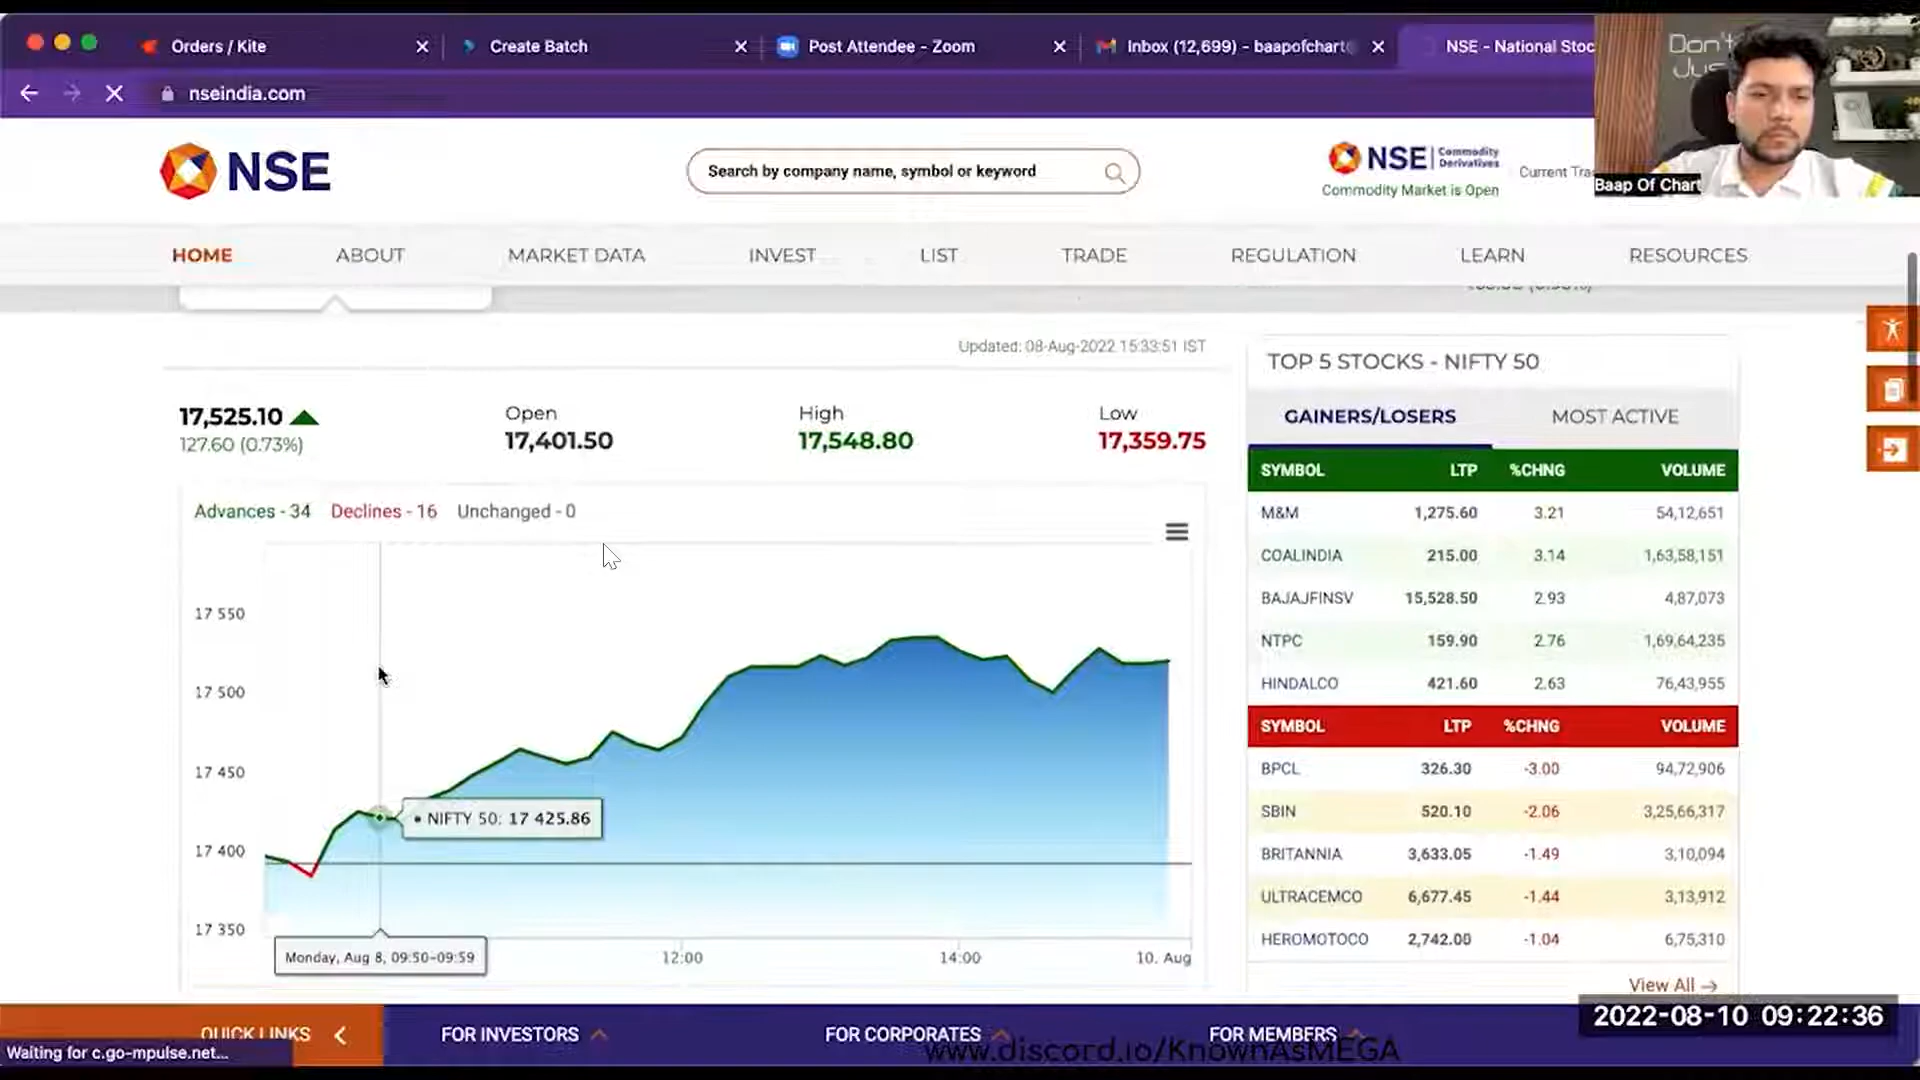 Orders / Kite
Create Batch
Post Attendee - Zoom
Inbox (12,699) - baapofcharte
NSE - National Stoc
Don't
Jus
nseindia.com
NSE
Search by company name, symbol or keyword
NSE Commodity Derivatives
Commodity Market is Open
Current Tra
Baap Of Chart
HOME ABOUT MARKET DATA INVEST LIST TRADE REGULATION LEARN RESOURCES
Updated: 08-Aug-2022 15:33:51 IST
17,525.10
127.60 (0.73%)
Open
17,401.50
High
17,548.80
Low
17,359.75
Advances - 34 Declines - 16 Unchanged - 0
17 550
17 500
17 450
17 400
17 350
• NIFTY 50: 17 425.86
Monday, Aug 8, 09:50-09:59
12:00
14:00
10. Aug
TOP 5 STOCKS - NIFTY 50
GAINERS/LOSERS MOST ACTIVE
SYMBOL LTP %CHNG VOLUME
M&M 1,275.60 3.21 54,12,651
COALINDIA 215.00 3.14 1,63,58,151
BAJAJFINSV 15,528.50 2.93 4,87,073
NTPC 159.90 2.76 1,69,64,235
HINDALCO 421.60 2.63 76,43,955
SYMBOL LTP %CHNG VOLUME
BPCL 326.30 -3.00 94,72,906
SBIN 520.10 -2.06 3,25,66,317
BRITANNIA 3,633.05 -1.49 3,10,094
ULTRACEMCO 6,677.45 -1.44 3,13,912
HEROMOTOCO 2,742.00 -1.04 6,75,310
View All
2022-08-10 09:22:36
QUICK LINKS
FOR INVESTORS
FOR CORPORATES
FOR MEMBERS
Waiting for c.go-mpulse.net...
www.discord.io/KnownAsMEGA